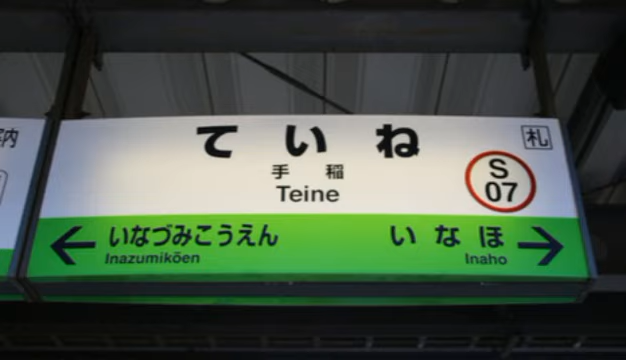 ていね
札
手稲
Teine
S
07
いなづみこうえん
Inazumikōen
いなほ
Inaho
内